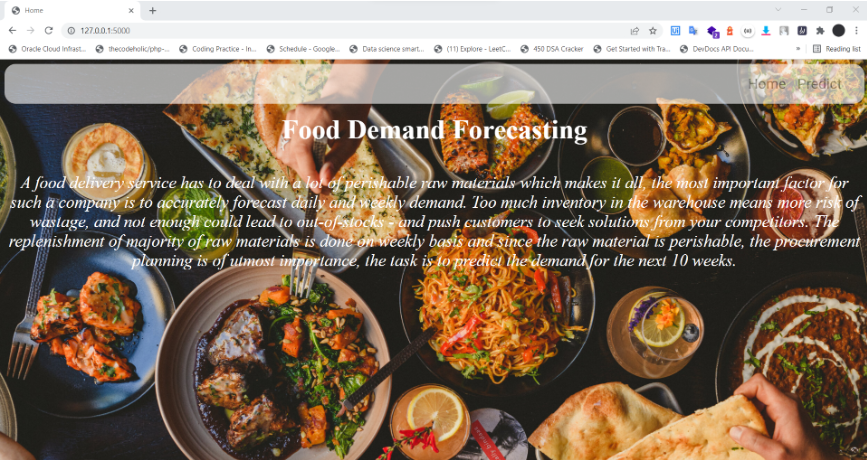 Home
127.0.0.1:5000
Oracle Cloud Infrast...
thecodeholic/php-...
Coding Practice - In...
Schedule - Google...
Data science smart...
(11) Explore - LeetC...
450 DSA Cracker
Get Started with Tra...
DevDocs API Docu...
»
Reading list
Home Predict
Food Demand Forecasting
A food delivery service has to deal with a lot of perishable raw materials which makes it all, the most important factor for
such a company is to accurately forecast daily and weekly demand. Too much inventory in the warehouse means more risk of
wastage, and not enough could lead to out-of-stocks - and push customers to seek solutions from your competitors. The
replenishment of majority of raw materials is done on weekly basis and since the raw material is perishable, the procurement
planning is of utmost importance, the task is to predict the demand for the next 10 weeks.